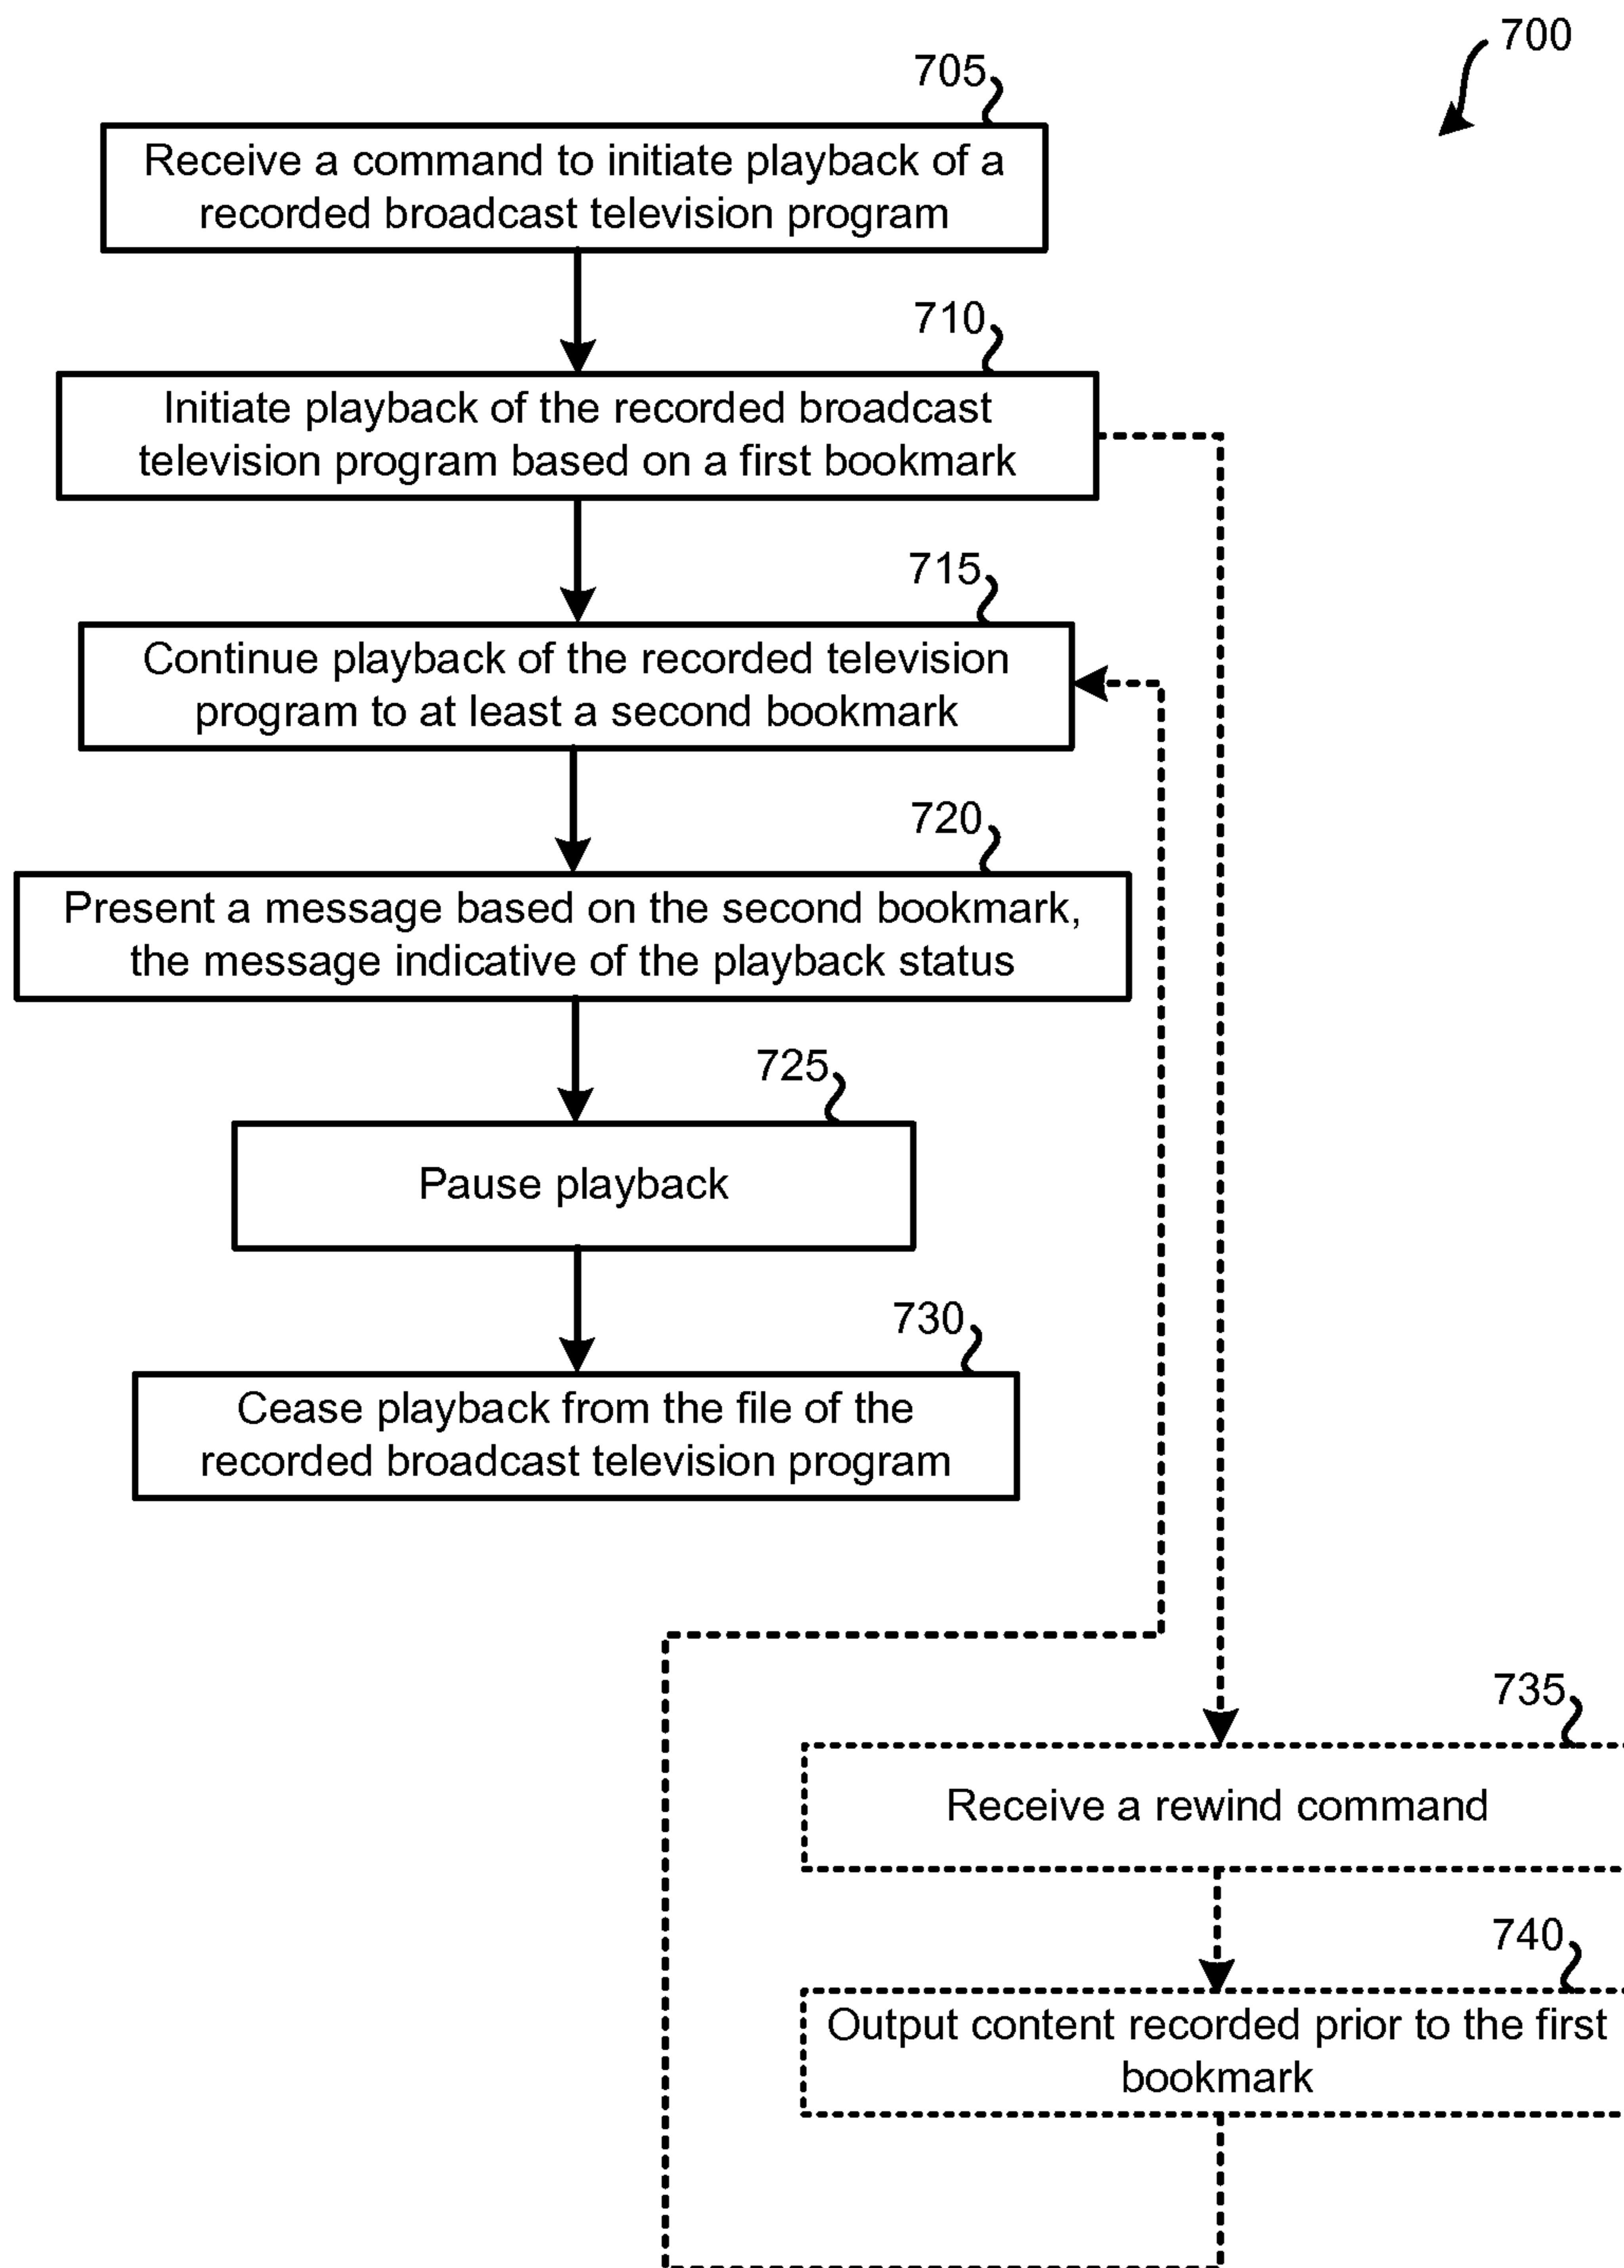 700
705
Receive a command to initiate playback of a
recorded broadcast television program
710
Initiate playback of the recorded broadcast
television program based on a first bookmark
715
Continue playback of the recorded television
program to at least a second bookmark
720
Present a message based on the second bookmark,
the message indicative of the playback status
725
Pause playback
730
Cease playback from the file of the
recorded broadcast television program
735
Receive a rewind command
740
Output content recorded prior to the first
bookmark